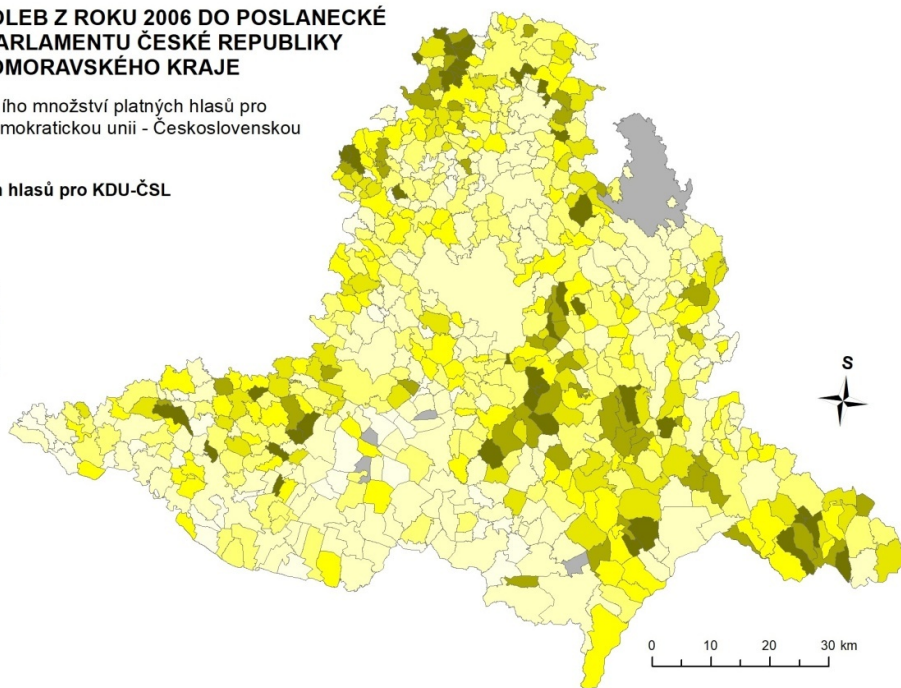 OLEB Z ROKU 2006 DO POSLANECKÉ
ARLAMENTU ČESKÉ REPUBLIKY
OMORAVSKÉHO KRAJE
ího množství platných hlasů pro
mokratickou unii - Československou
hlasů pro KDU-ČSL
S
0 10 20 30 km